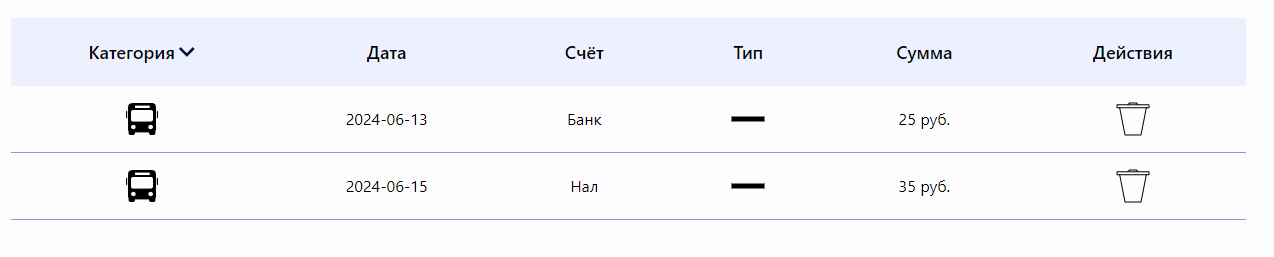 Категория Дата Счёт Тип Сумма Действия
2024-06-13 Банк 25 руб.
2024-06-15 Нал 35 руб.